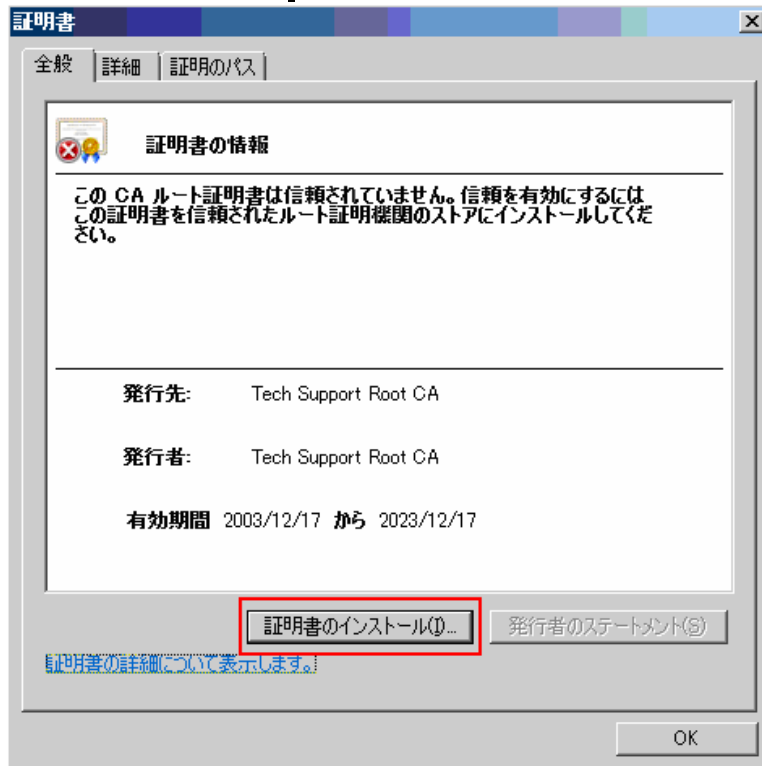 証明書
全般
詳細
証明のパス
証明書の情報
この CA ルート証明書は信頼されていません。信頼を有効にするには
この証明書を信頼されたルート証明機関のストアにインストールしてくだ
さい。
発行先: Tech Support Root CA
発行者: Tech Support Root CA
有効期間 2003/12/17 から 2023/12/17
証明書のインストール(I)...
発行者のステートメント(S)
証明書の詳細について表示します。
OK